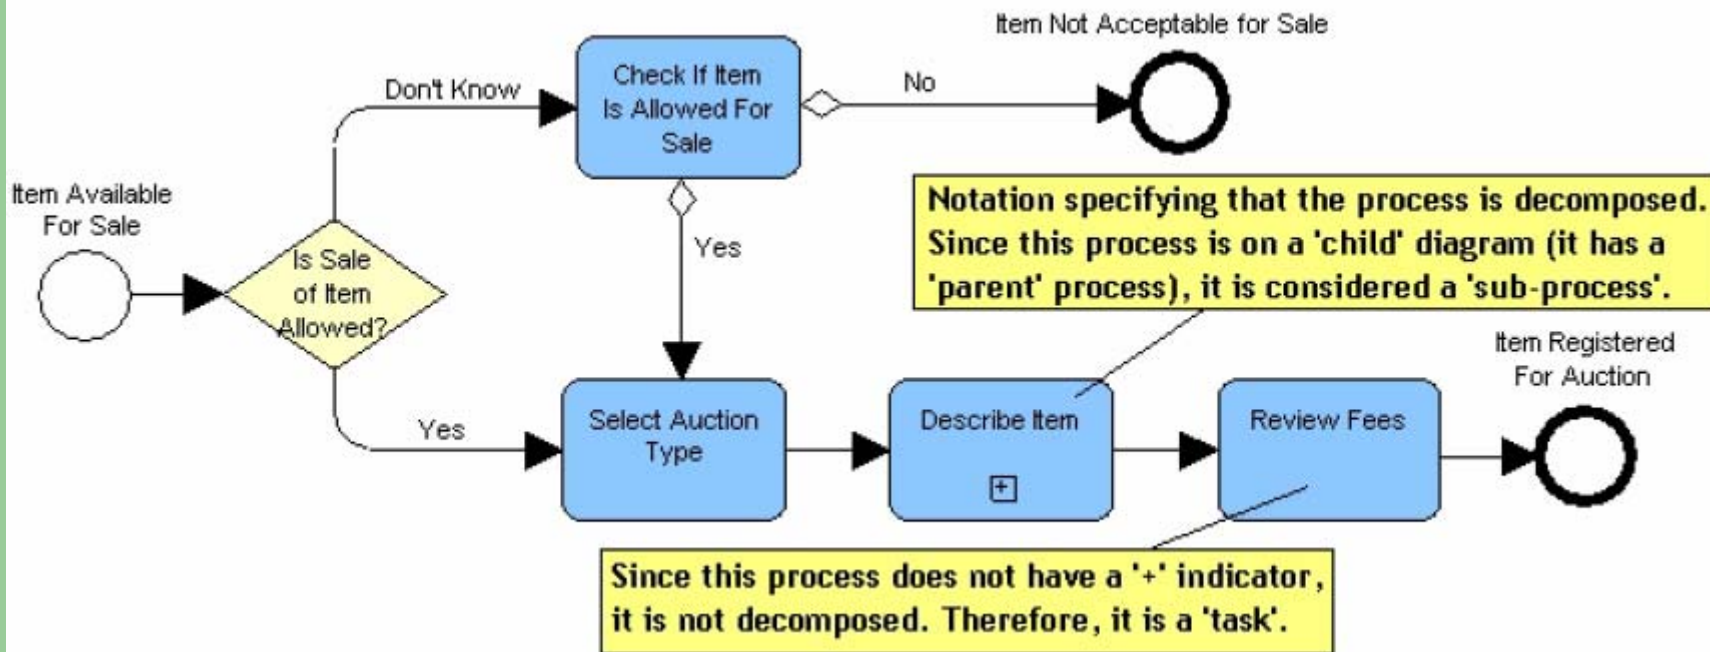 Item Not Acceptable for Sale
Don't Know
Check If Item
Is Allowed For
Sale
No
Item Available
For Sale
Is Sale
of Item
Allowed?
Yes
Notation specifying that the process is decomposed.
Since this process is on a 'child' diagram (it has a
'parent' process), it is considered a 'sub-process'.
Item Registered
For Auction
Yes
Select Auction
Type
Describe Item
+
Review Fees
Since this process does not have a '+' indicator,
it is not decomposed. Therefore, it is a 'task'.